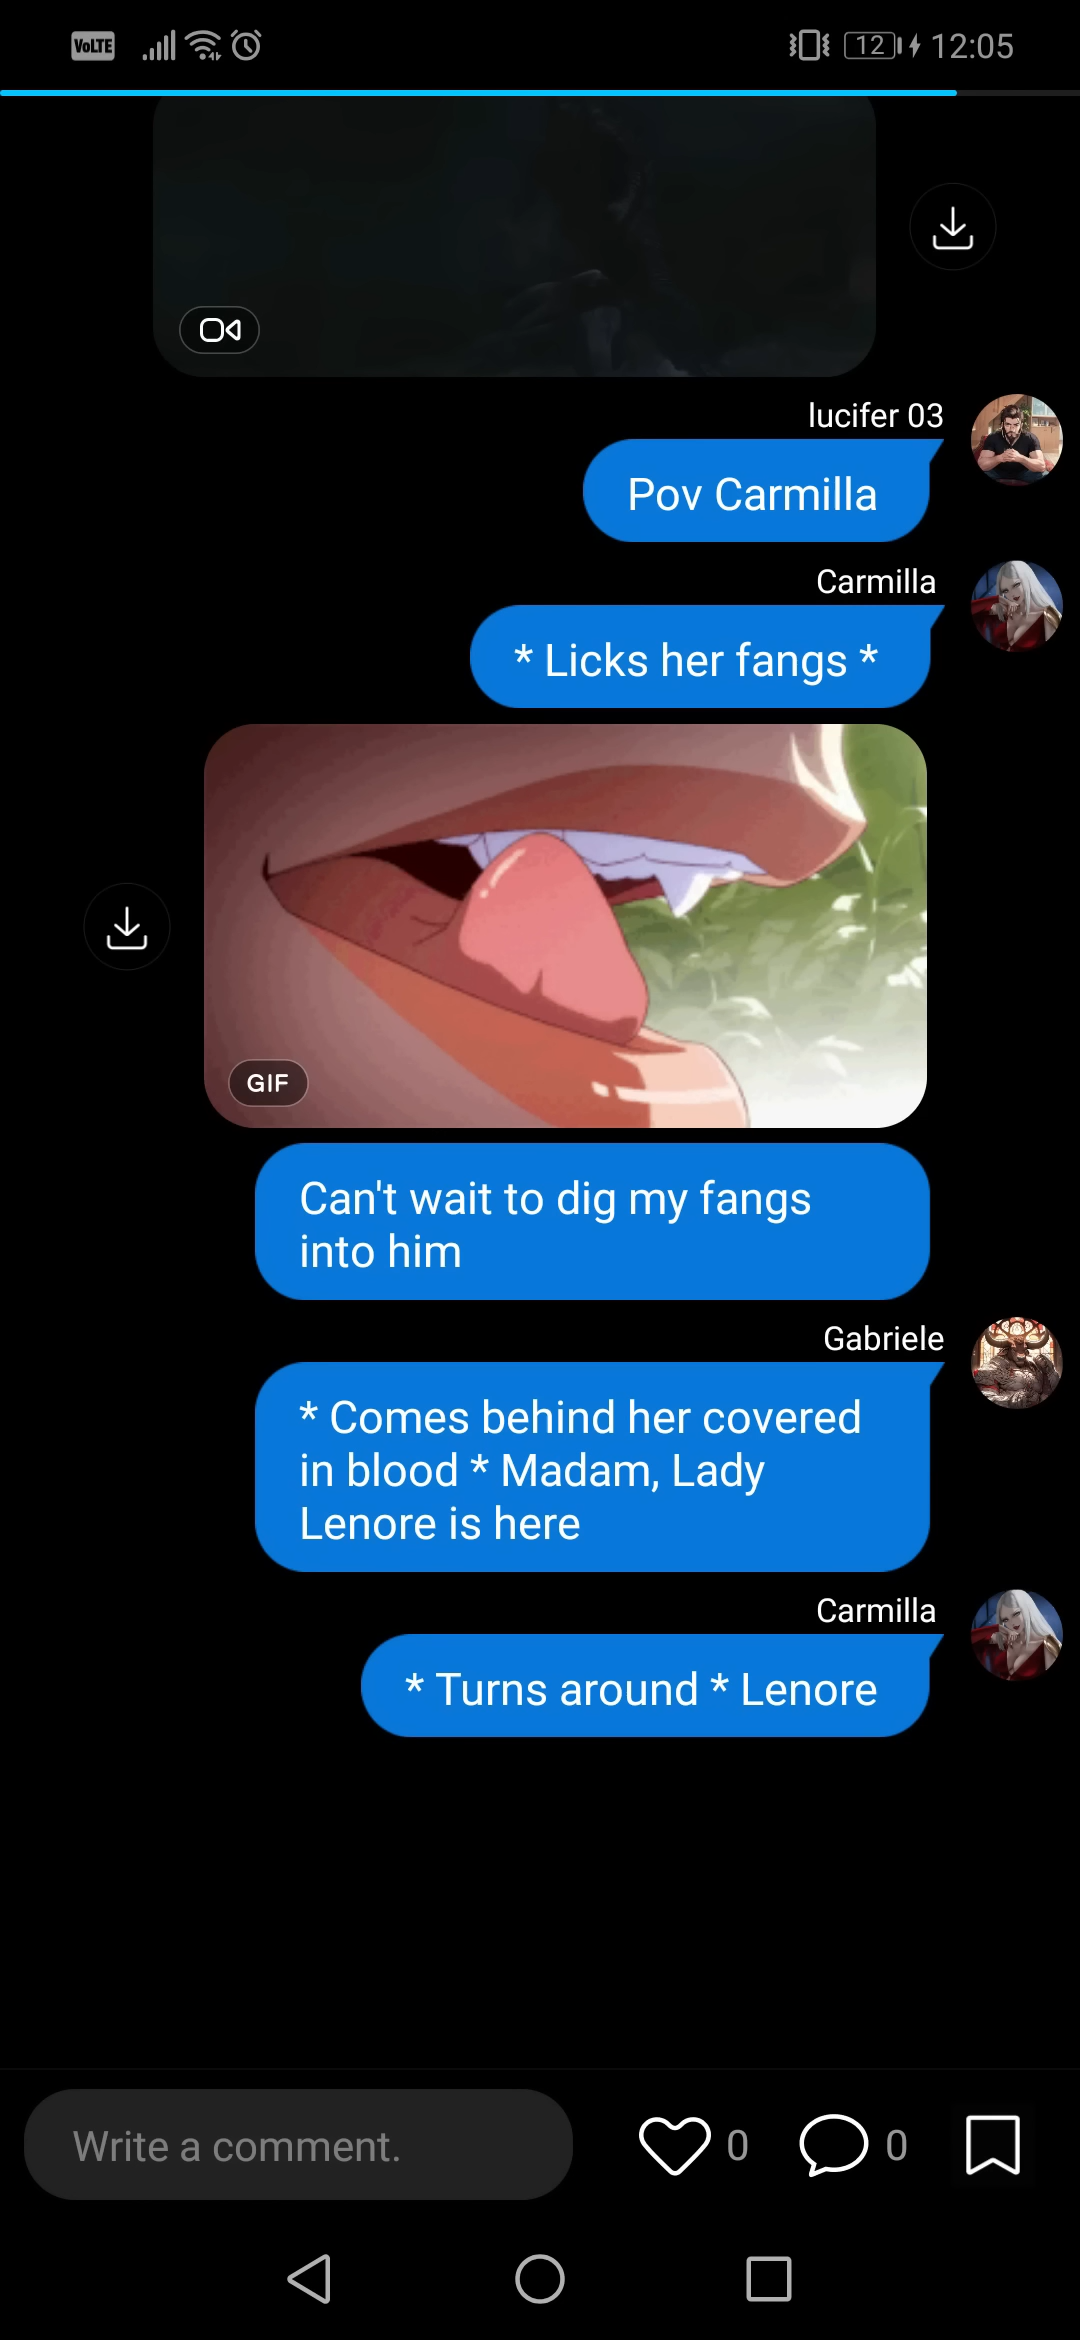 VoLTE
12
12:05
lucifer 03
Pov Carmilla
Carmilla
* Licks her fangs *
GIF
Can't wait to dig my fangs
into him
Gabriele
* Comes behind her covered
in blood * Madam, Lady
Lenore is here
Carmilla
* Turns around * Lenore
Write a comment.
0
0